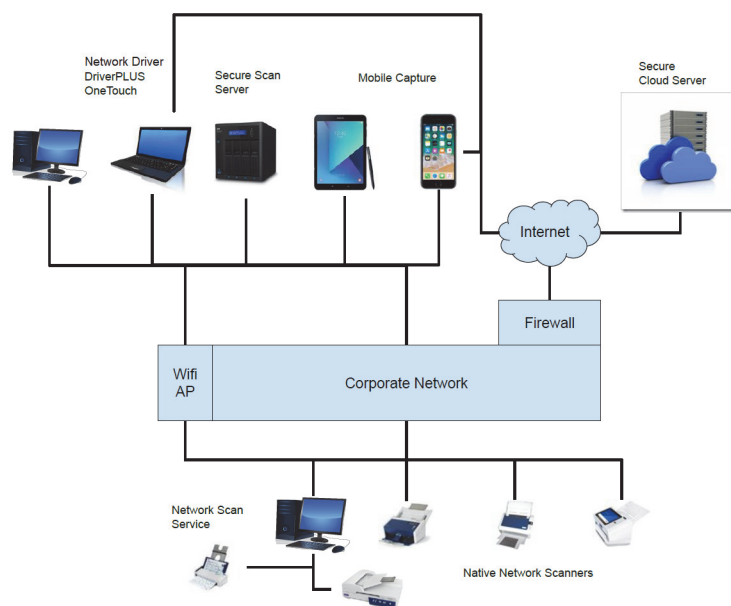 Network Driver
DriverPLUS
OneTouch
Secure Scan
Server
Mobile Capture
Secure
Cloud Server
Internet
Firewall
Wifi
AP
Corporate Network
Network Scan
Service
Native Network Scanners